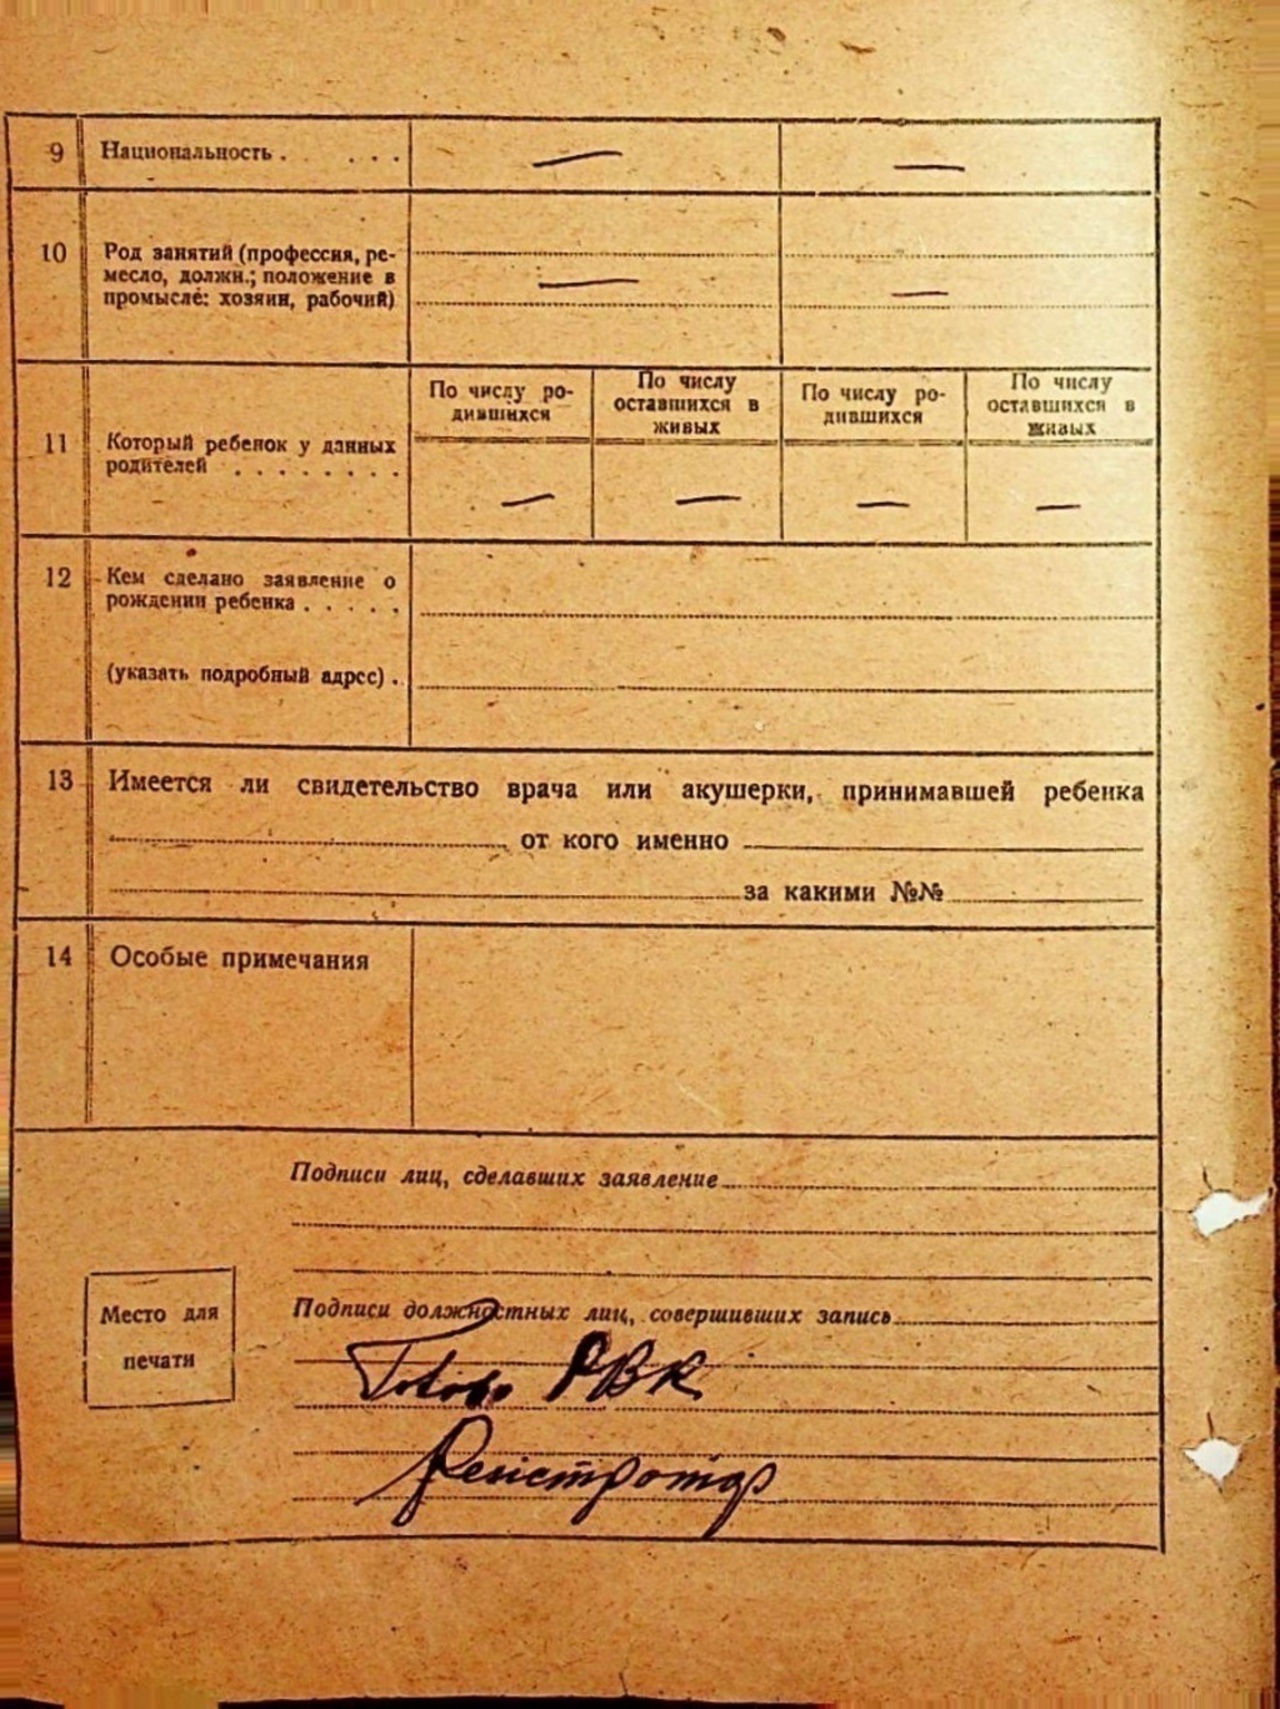 9 Национальность . . . . — —
10 Род занятий (профессия, ре-
месло, должн.; положение в
промысле: хозяин, рабочий) — —
По числу ро-
дившихся
По числу
оставшихся в
живых
По числу ро-
дившихся
По числу
оставшихся в
живых
11 Который ребенок у данных
родителей . . . . . . . . — — — —
12 Кем сделано заявление о
рождении ребенка . . . . .
(указать подробный адрес) .
13 Имеется ли свидетельство врача или акушерки, принимавшей ребенка
от кого именно
за какими №№
14 Особые примечания
Подписи лиц, сделавших заявление
Место для
печати
Подписи должностных лиц, совершивших запись
РВК
Регистротор